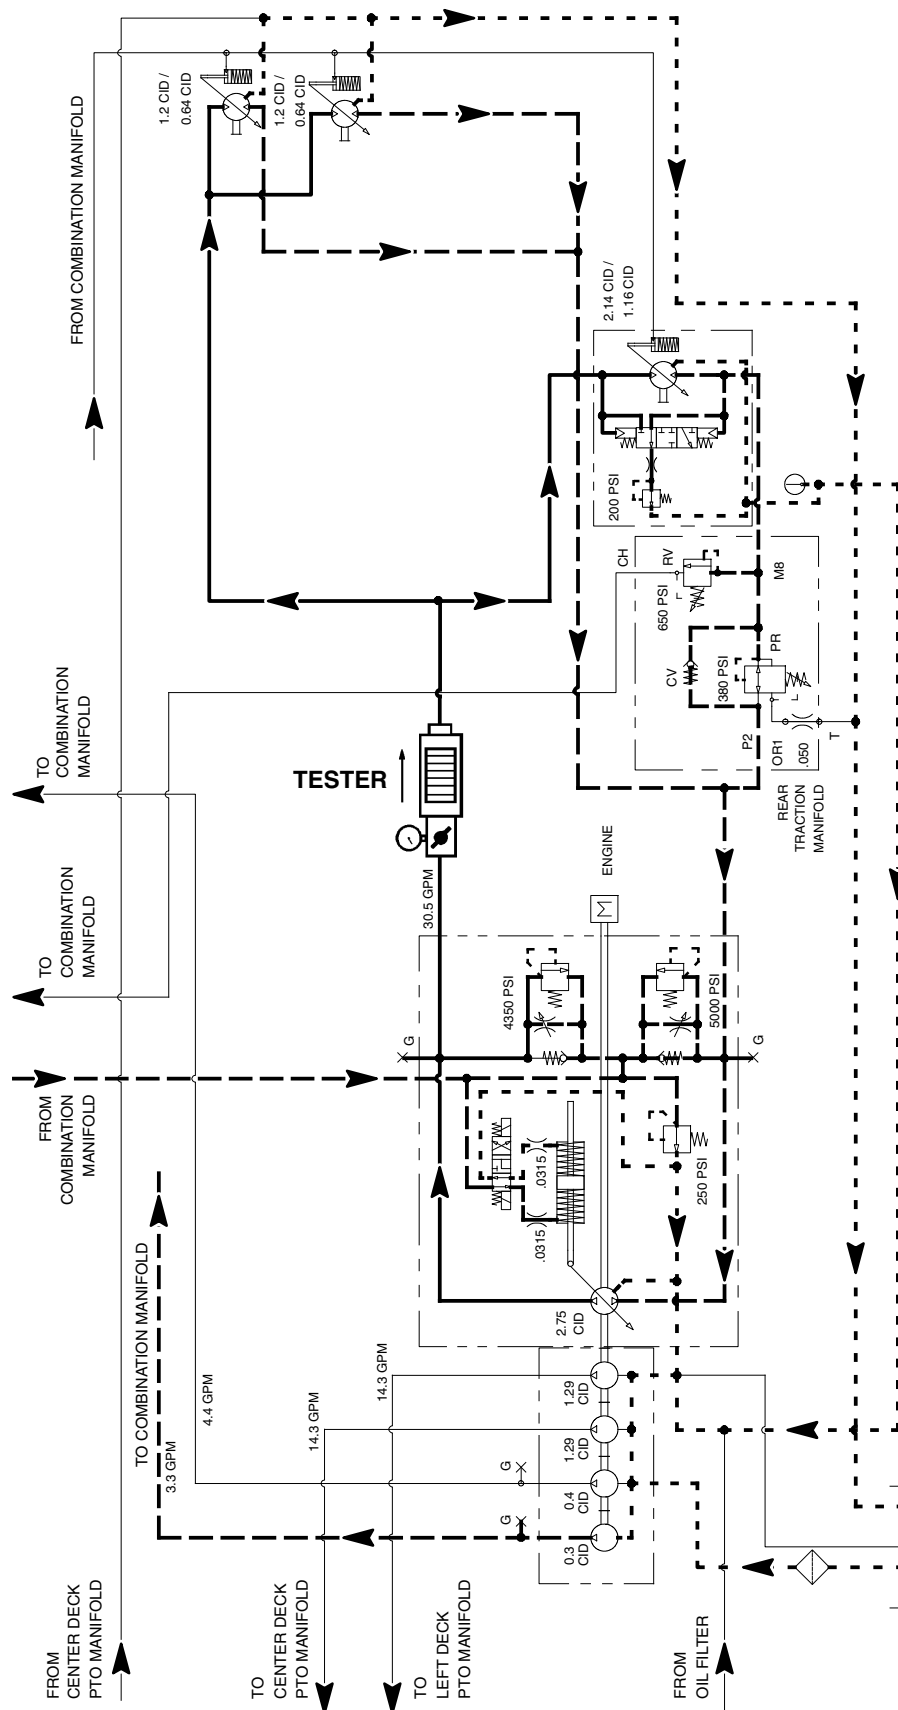 1.2 CID /
0.64 CID
1.2 CID /
0.64 CID
FROM COMBINATION MANIFOLD
2.14 CID /
1.16 CID
200 PSI
CH
RV
650 PSI
M8
CV
380 PSI
PR
P2
OR1
.050
T
L
REAR
TRACTION
MANIFOLD
TO
COMBINATION
MANIFOLD
TESTER
30.5 GPM
ENGINE
M
TO
COMBINATION
MANIFOLD
4350 PSI
5000 PSI
G
G
FROM
COMBINATION
MANIFOLD
.0315
.0315
250 PSI
2.75
CID
TO COMBINATION MANIFOLD
3.3 GPM
4.4 GPM
14.3 GPM
14.3 GPM
1.29
CID
1.29
CID
0.4
CID
0.3
CID
G
G
FROM
CENTER DECK
PTO MANIFOLD
TO
CENTER DECK
PTO MANIFOLD
TO
LEFT DECK
PTO MANIFOLD
FROM
OIL FILTER